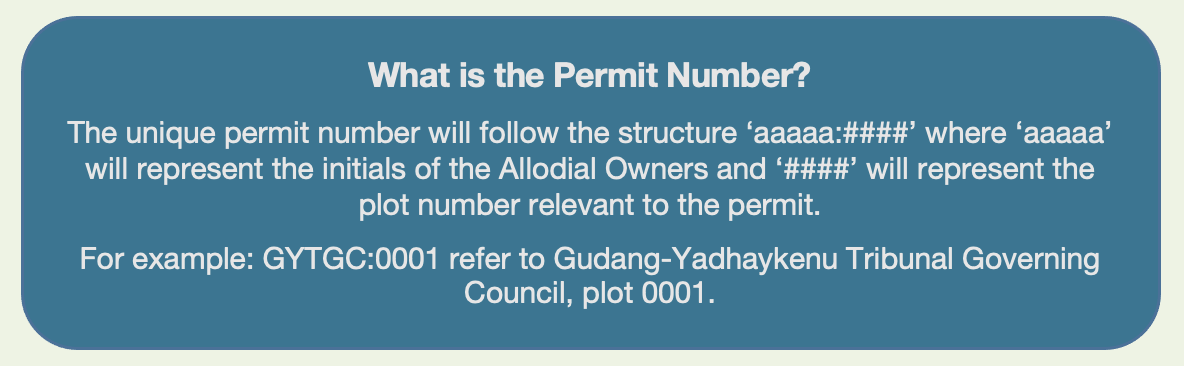 What is the Permit Number?
The unique permit number will follow the structure ‘aaaaa:####’ where ‘aaaaa’
will represent the initials of the Allodial Owners and ‘####’ will represent the
plot number relevant to the permit.
For example: GYTGC:0001 refer to Gudang-Yadhaykenu Tribunal Governing
Council, plot 0001.